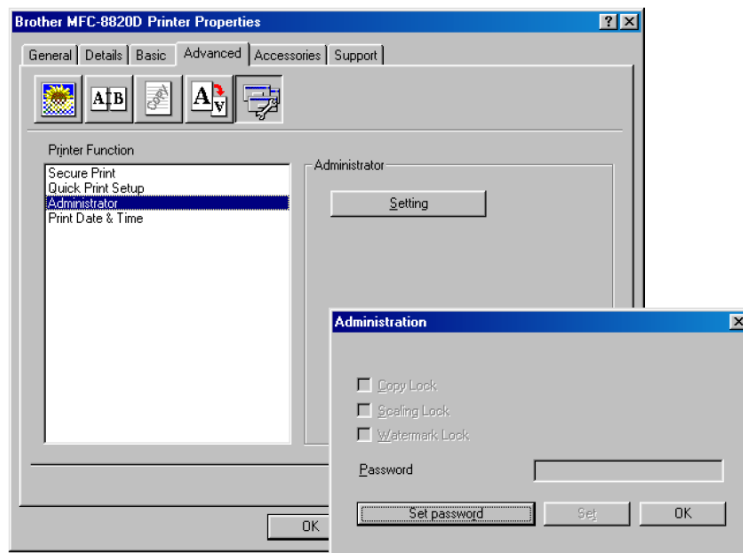 Brother MFC-8820D Printer Properties
General Details Basic Advanced Accessories Support
A B
copy
A A
Printer Function
Secure Print
Quick Print Setup
Administrator
Print Date & Time
Administrator
Setting
OK
Administration
Copy Lock
Scaling Lock
Watermark Lock
Password
Set password Set OK